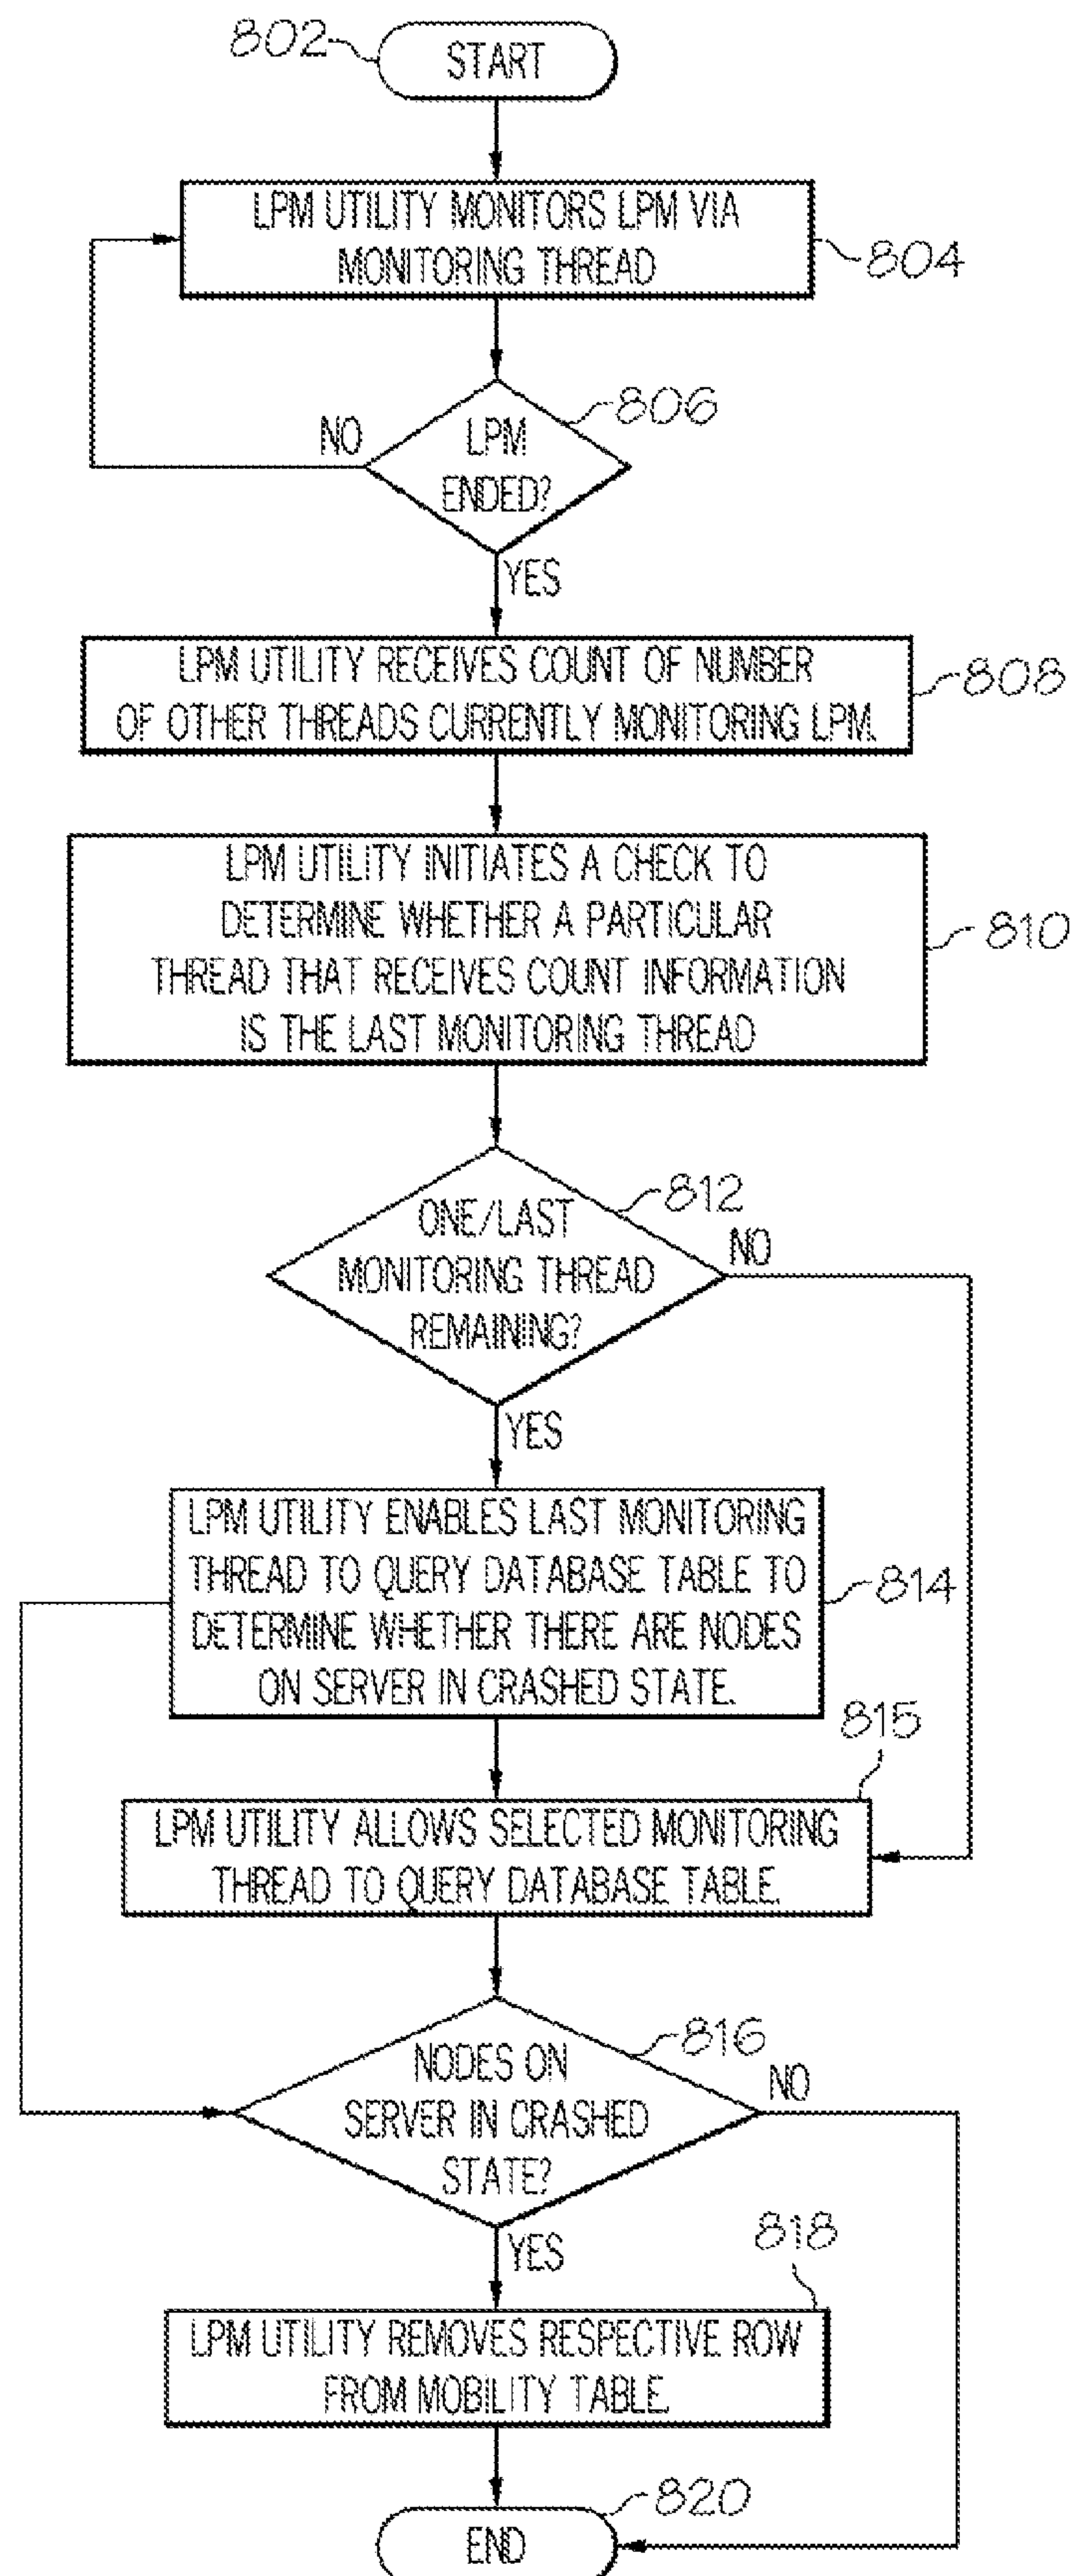 802
START
LPM UTILITY MONITORS LPM VIA
MONITORING THREAD
804
806
NO
LPM
ENDED?
YES
LPM UTILITY RECEIVES COUNT OF NUMBER
OF OTHER THREADS CURRENTLY MONITORING LPM.
808
LPM UTILITY INITIATES A CHECK TO
DETERMINE WHETHER A PARTICULAR
THREAD THAT RECEIVES COUNT INFORMATION
IS THE LAST MONITORING THREAD
810
812
ONE/LAST
MONITORING THREAD
REMAINING?
NO
YES
LPM UTILITY ENABLES LAST MONITORING
THREAD TO QUERY DATABASE TABLE TO
DETERMINE WHETHER THERE ARE NODES
ON SERVER IN CRASHED STATE.
814
815
LPM UTILITY ALLOWS SELECTED MONITORING
THREAD TO QUERY DATABASE TABLE.
816
NODES ON
SERVER IN CRASHED
STATE?
NO
YES
818
LPM UTILITY REMOVES RESPECTIVE ROW
FROM MOBILITY TABLE.
820
END